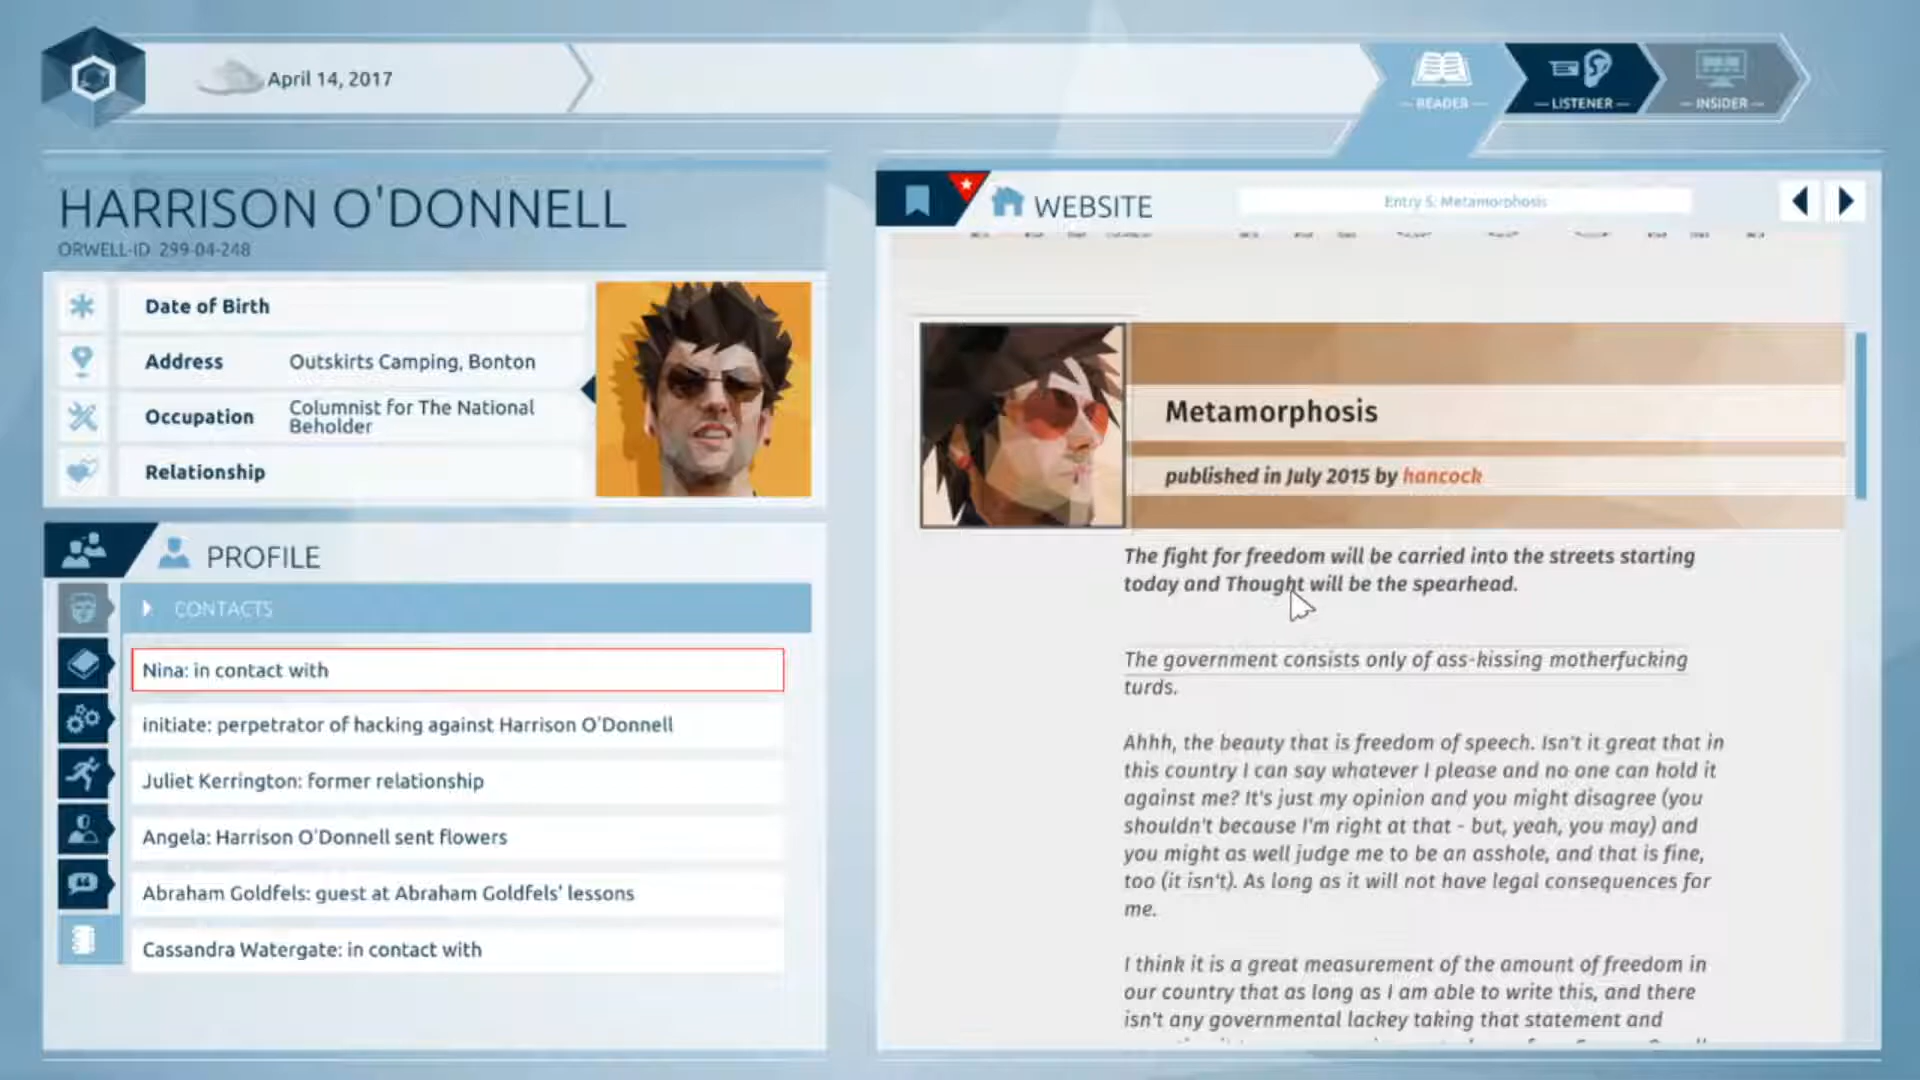 April 14, 2017
READER
LISTENER
INSIDER
HARRISON O'DONNELL
ORWELL-ID 299-04-248
Date of Birth
Address Outskirts Camping, Bonton
Occupation Columnist for The National
Beholder
Relationship
PROFILE
CONTACTS
Nina: in contact with
initiate: perpetrator of hacking against Harrison O'Donnell
Juliet Kerrington: former relationship
Angela: Harrison O'Donnell sent flowers
Abraham Goldfels: guest at Abraham Goldfels' lessons
Cassandra Watergate: in contact with
WEBSITE
Entry 5: Metamorphosis
Metamorphosis
published in July 2015 by hancock
The fight for freedom will be carried into the streets starting
today and Thought will be the spearhead.
The government consists only of ass-kissing motherfucking
turds.
Ahhh, the beauty that is freedom of speech. Isn't it great that in
this country I can say whatever I please and no one can hold it
against me? It's just my opinion and you might disagree (you
shouldn't because I'm right at that - but, yeah, you may) and
you might as well judge me to be an asshole, and that is fine,
too (it isn't). As long as it will not have legal consequences for
me.
I think it is a great measurement of the amount of freedom in
our country that as long as I am able to write this, and there
isn't any governmental lackey taking that statement and